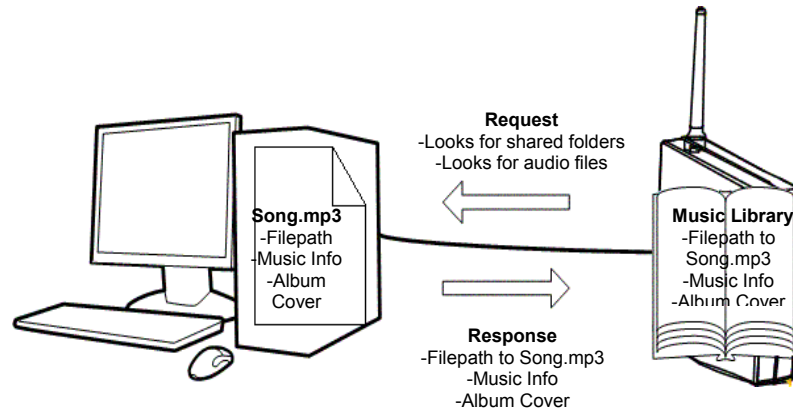 Request
-Looks for shared folders
-Looks for audio files
Song.mp3
-Filepath
-Music Info
-Album
Cover
Music Library
-Filepath to
Song.mp3
-Music Info
-Album Cover
Response
-Filepath to Song.mp3
-Music Info
-Album Cover